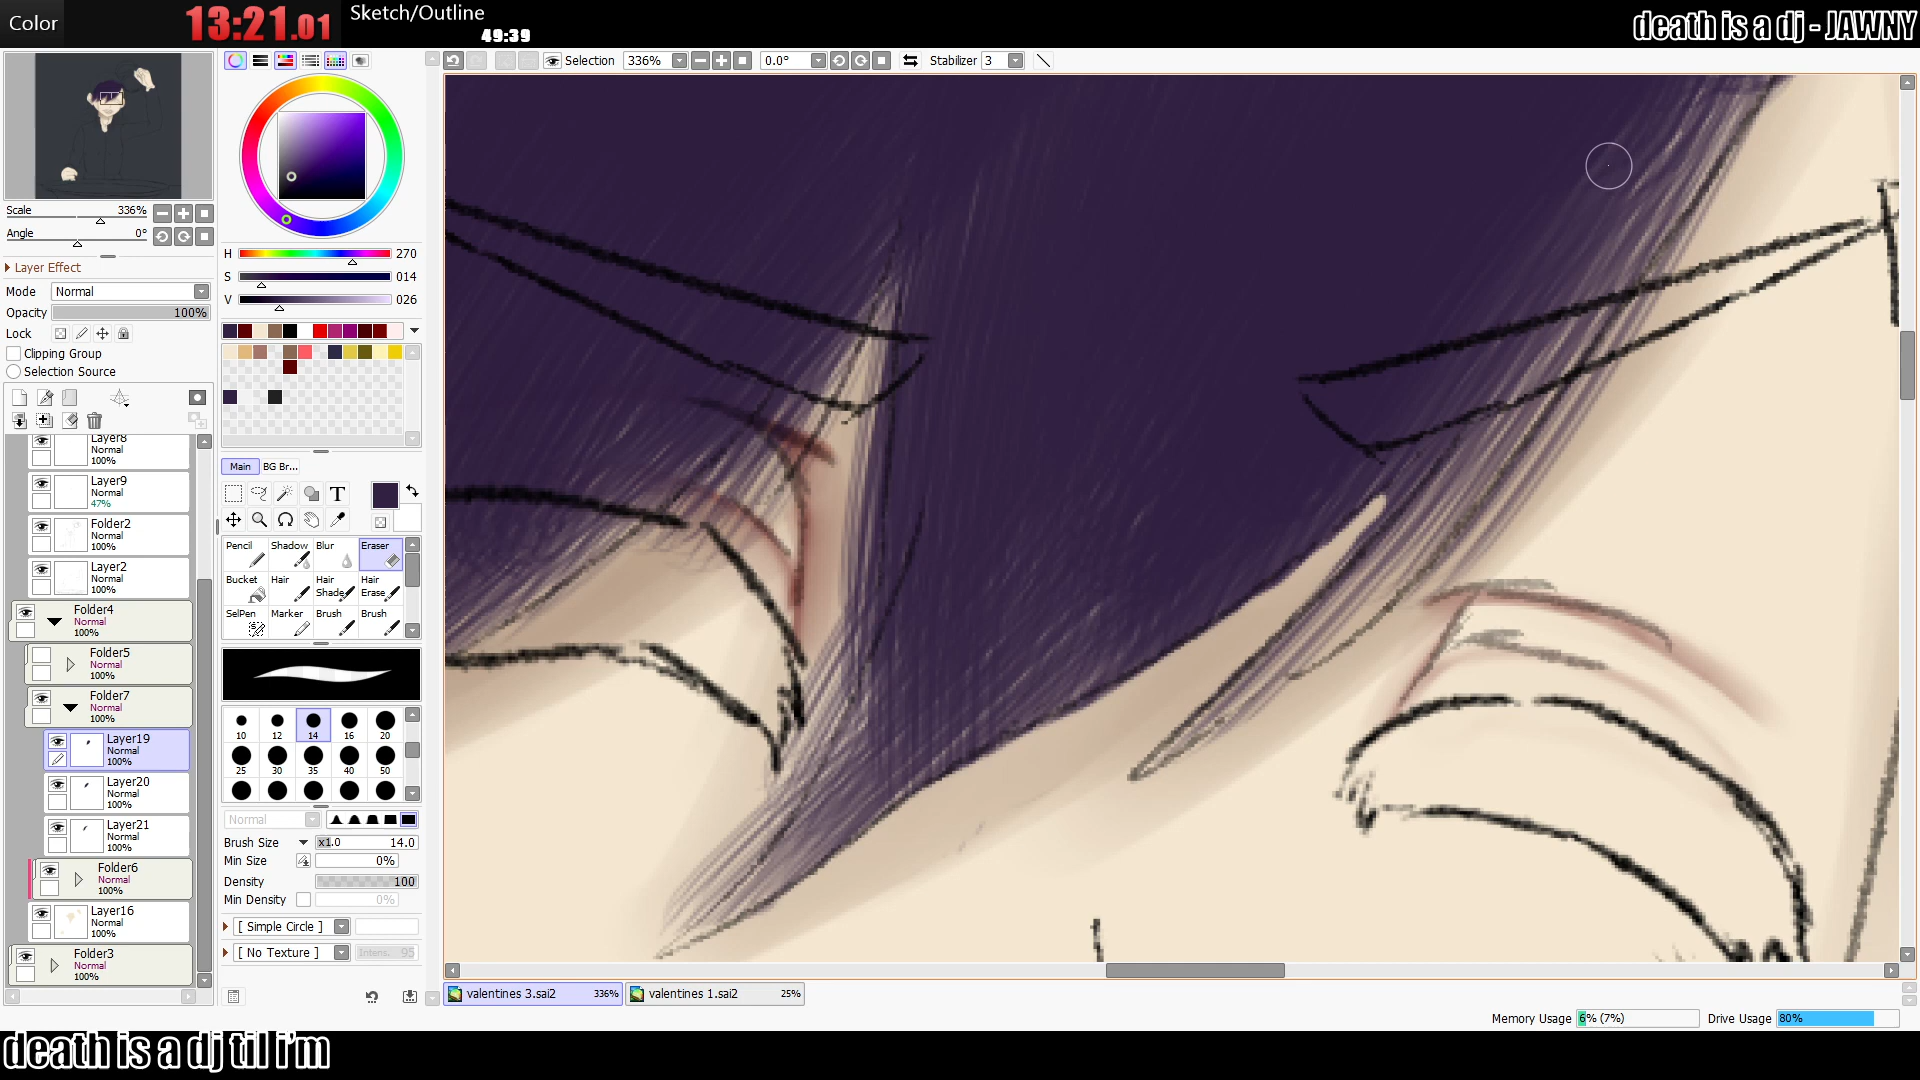 Color
13:21.01
Sketch/Outline
49:39
death is a dj - JAWNY
Selection
336%
0.0°
Stabilizer 3
Scale 336%
Angle 0°
Layer Effect
Mode Normal
Opacity 100%
Lock
Clipping Group
Selection Source
H 270
S 014
V 026
Main BG Br...
T
Pencil Shadow Blur Eraser
Bucket Hair Hair Shade Hair Erase
SelPen Marker Brush Brush
10 12 14 16 20
25 30 35 40 50
Normal
Brush Size x1.0 14.0
Min Size 0%
Density 100
Min Density 0%
[ Simple Circle ]
[ No Texture ] Intens. 95
Layer8
Normal
100%
Layer9
Normal
47%
Folder2
Normal
100%
Layer2
Normal
100%
Folder4
Normal
100%
Folder5
Normal
100%
Folder7
Normal
100%
Layer19
Normal
100%
Layer20
Normal
100%
Layer21
Normal
100%
Folder6
Normal
100%
Layer16
Normal
100%
Folder3
Normal
100%
valentines 3.sai2 336%
valentines 1.sai2 25%
Memory Usage 6% (7%)
Drive Usage 80%
death is a dj til i'm